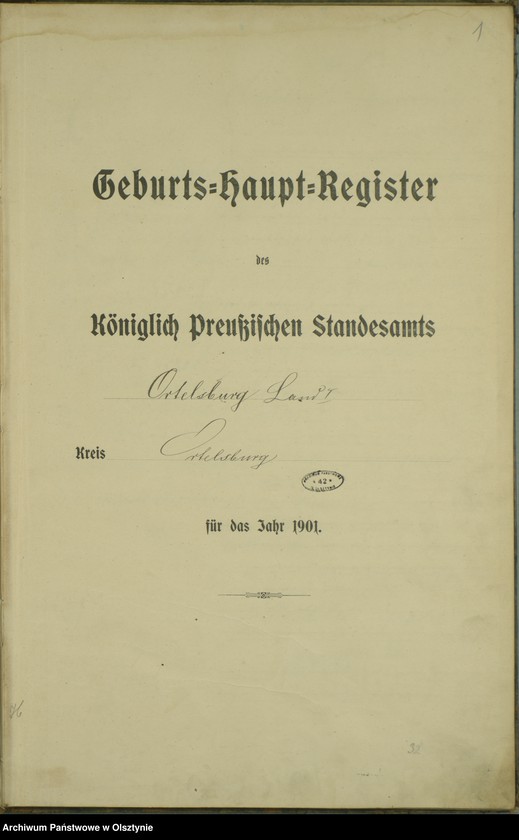 1
Geburts=Haupt=Register
des
Königlich Preußischen Standesamts
Ortelsburg Land I
Kreis Ortelsburg
42
für das Jahr 1901.
Archiwum Państwowe w Olsztynie